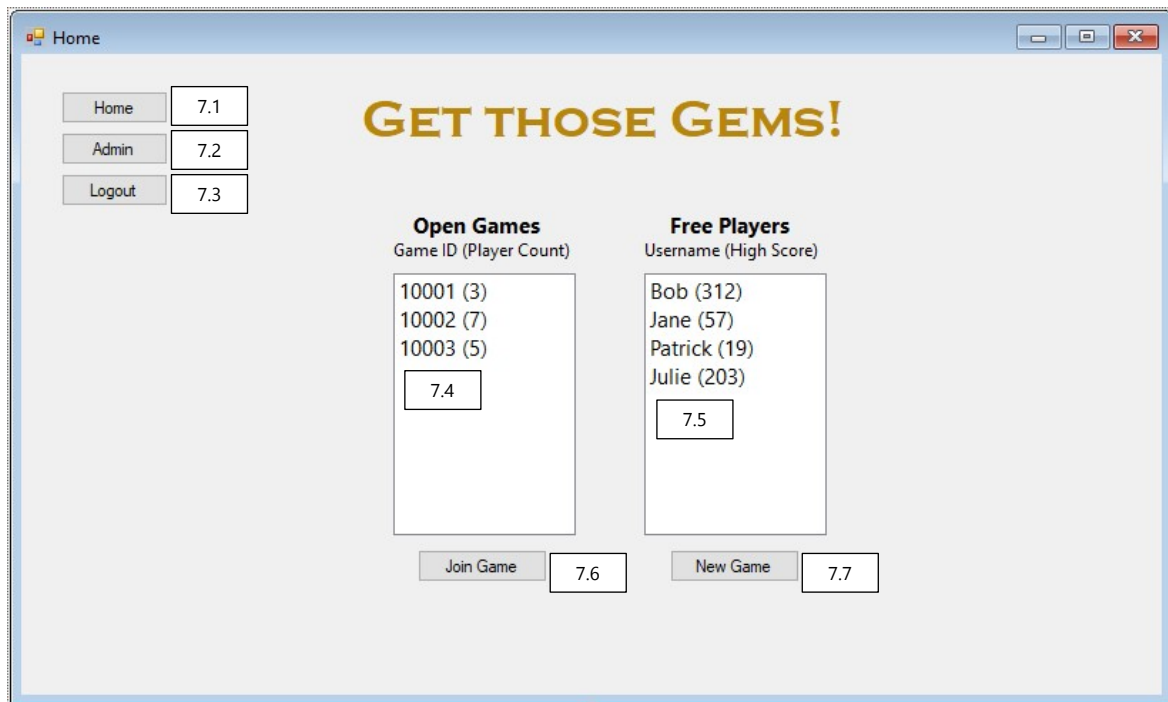 Home
Home 7.1
Admin 7.2
Logout 7.3
GET THOSE GEMS!
Open Games
Game ID (Player Count)
10001 (3)
10002 (7)
10003 (5)
7.4
Free Players
Username (High Score)
Bob (312)
Jane (57)
Patrick (19)
Julie (203)
7.5
Join Game 7.6
New Game 7.7